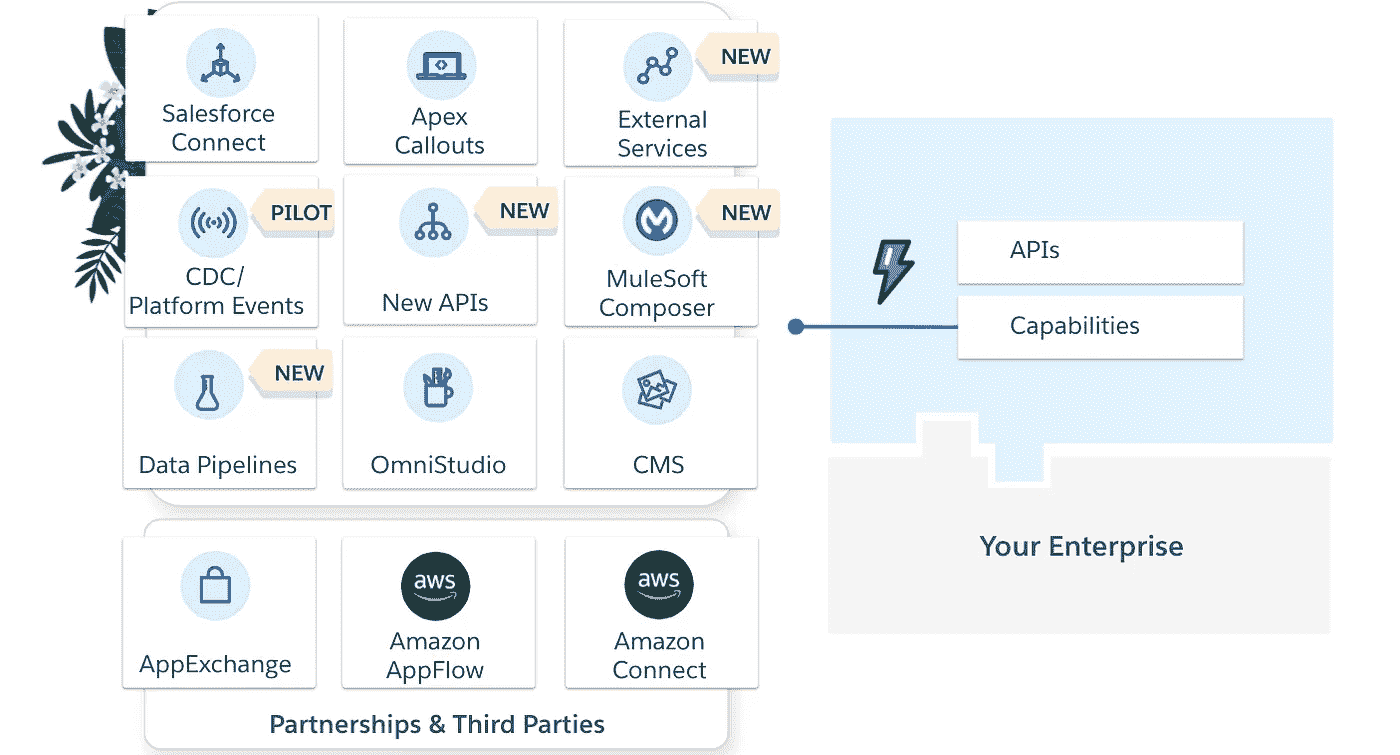 Salesforce
Connect
Apex
Callouts
NEW
External
Services
PILOT
CDC/
Platform Events
NEW
New APIs
NEW
MuleSoft
Composer
NEW
Data Pipelines
OmniStudio
CMS
AppExchange
aws
Amazon
AppFlow
aws
Amazon
Connect
Partnerships & Third Parties
APIs
Capabilities
Your Enterprise